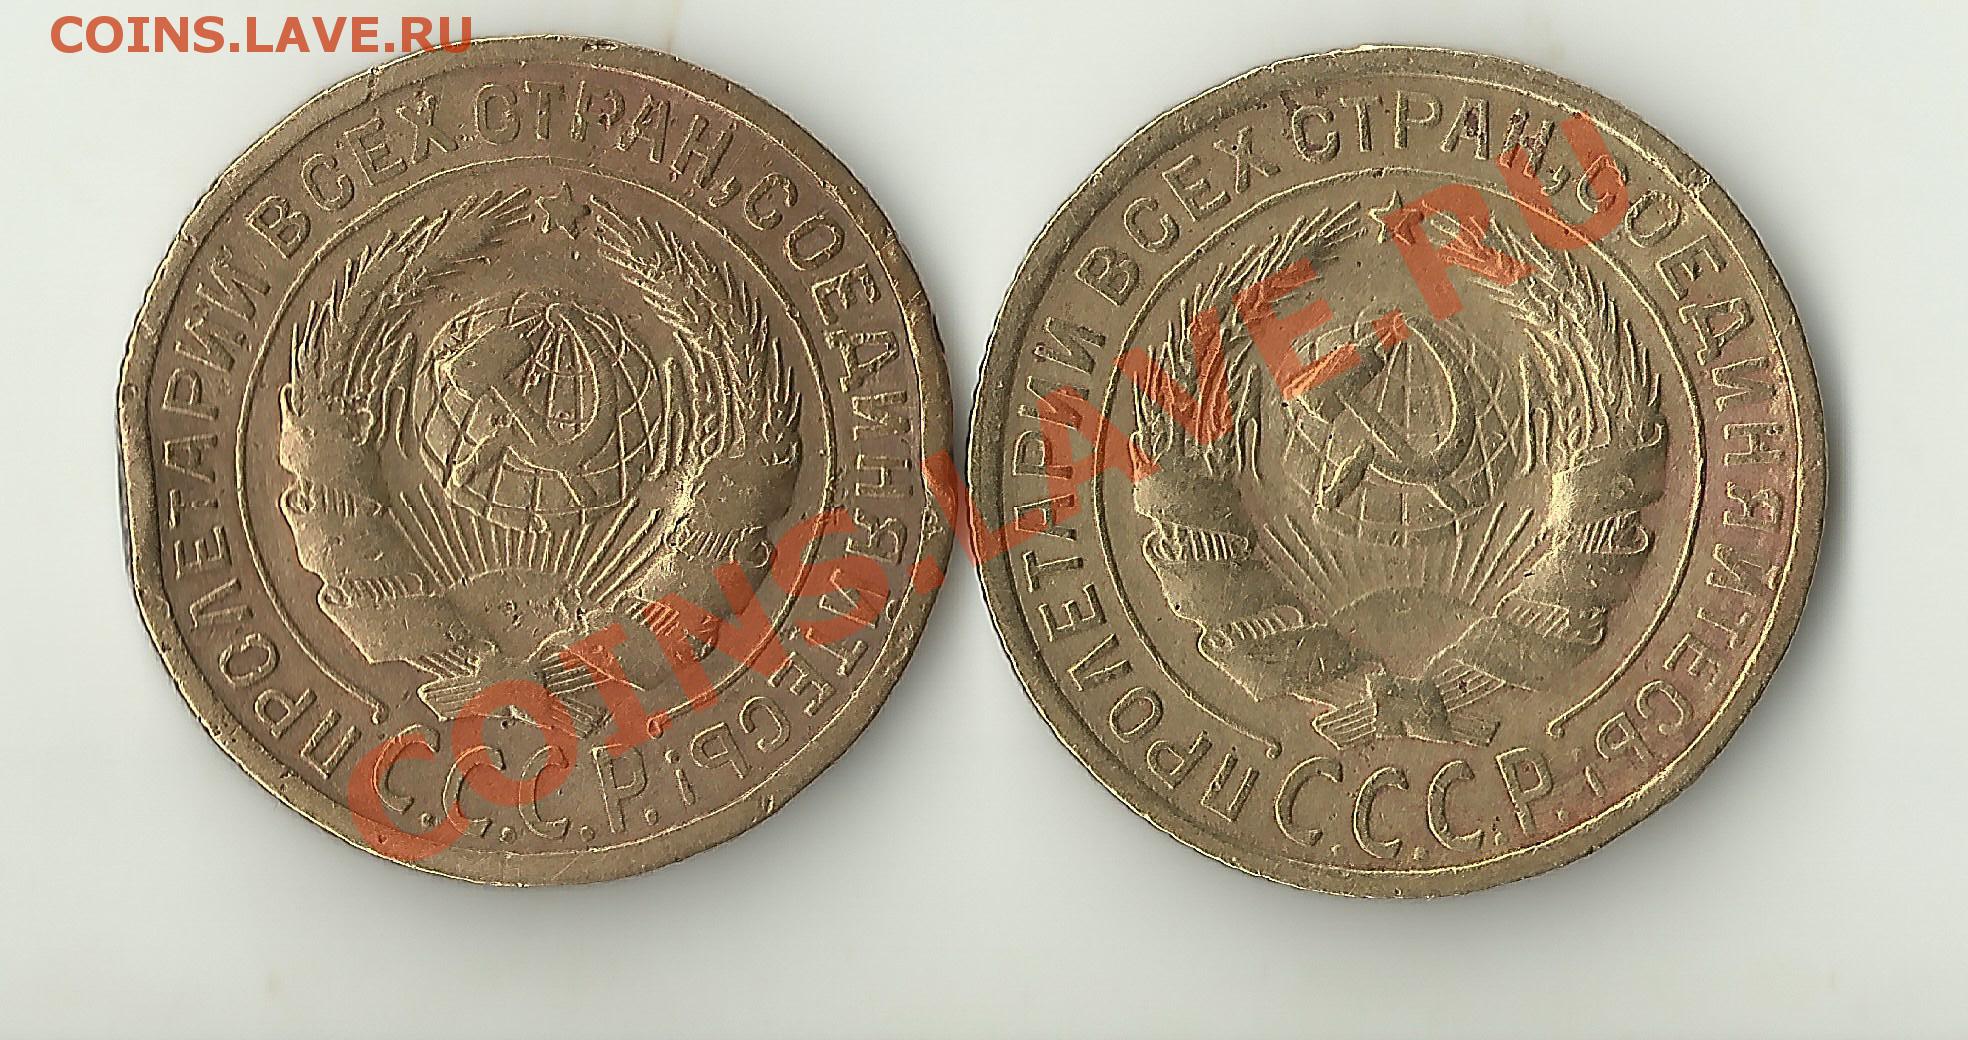 COINS.LAVE.RU
ПРОЛЕТАРИИ ВСЕХ СТРАН, СОЕДИНЯЙТЕСЬ!
С.С.С.Р.
ПРОЛЕТАРИИ ВСЕХ СТРАН, СОЕДИНЯЙТЕСЬ!
С.С.С.Р.
COINS.LAVE.RU